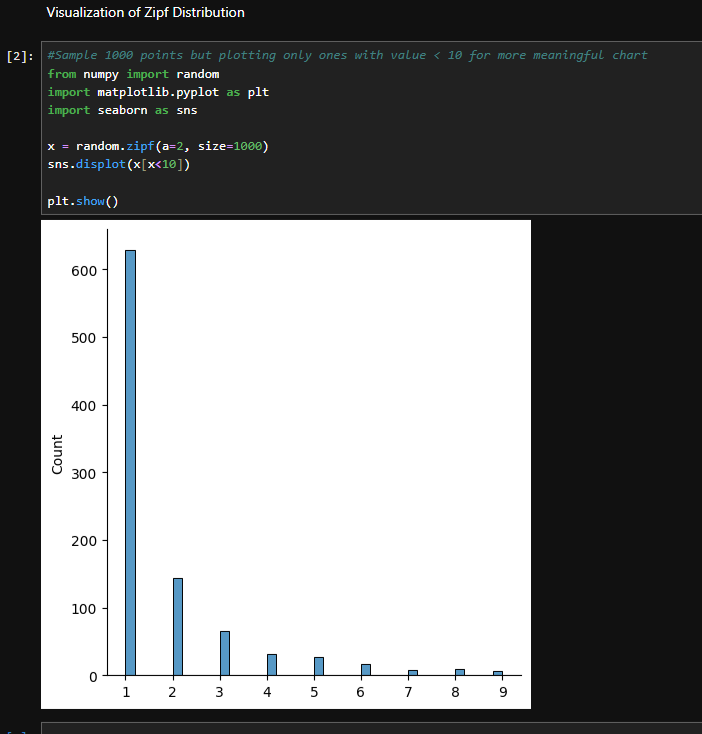 Visualization of Zipf Distribution
[2]: #Sample 1000 points but plotting only ones with value < 10 for more meaningful chart
from numpy import random
import matplotlib.pyplot as plt
import seaborn as sns
x = random.zipf(a=2, size=1000)
sns.displot(x[x<10])
plt.show()
600
500
400
300
200
100
0
Count
1 2 3 4 5 6 7 8 9